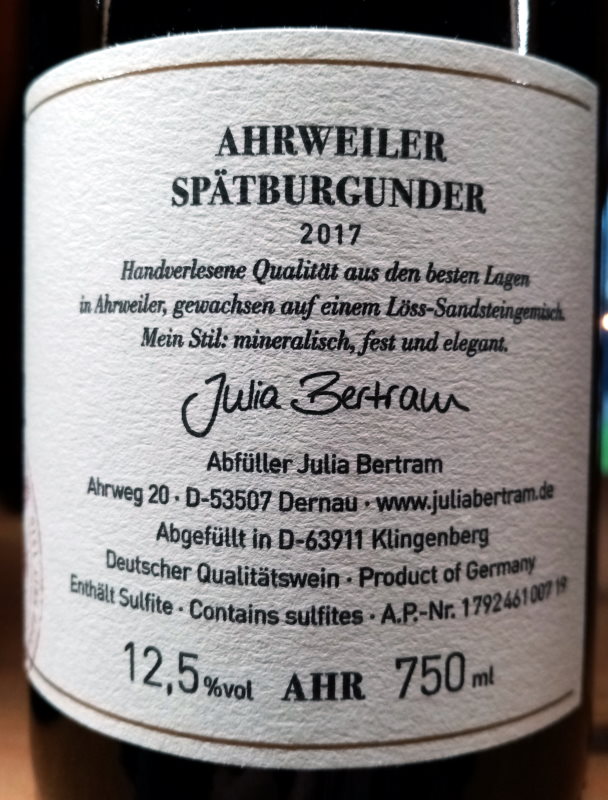 AHRWEILER
SPÄTBURGUNDER
2017
Handverlesene Qualität aus den besten Lagen
in Ahrweiler, gewachsen auf einem Löss-Sandsteingemisch.
Mein Stil: mineralisch, fest und elegant.
Julia Bertram
Abfüller Julia Bertram
Ahrweg 20 · D-53507 Dernau · www.juliabertram.de
Abgefüllt in D-63911 Klingenberg
Deutscher Qualitätswein · Product of Germany
Enthält Sulfite · Contains sulfites · A.P.-Nr. 1792 461 007 19
12,5 %vol AHR 750 ml